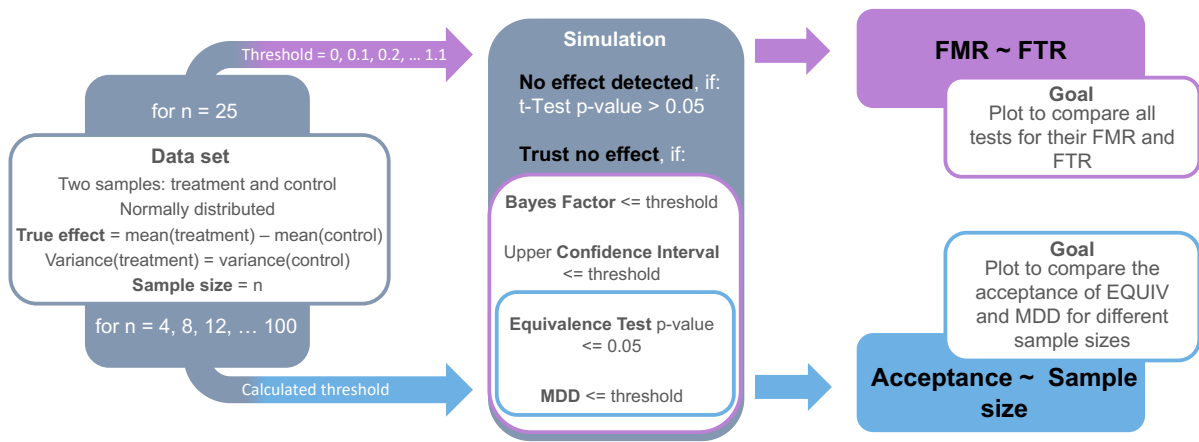 Threshold = 0, 0.1, 0.2, … 1.1
for n = 25
Data set
Two samples: treatment and control
Normally distributed
True effect = mean(treatment) – mean(control)
Variance(treatment) = variance(control)
Sample size = n
for n = 4, 8, 12, … 100
Calculated threshold
Simulation
No effect detected, if:
t-Test p-value > 0.05
Trust no effect, if:
Bayes Factor <= threshold
Upper Confidence Interval
<= threshold
Equivalence Test p-value
<= 0.05
MDD <= threshold
FMR ~ FTR
Goal
Plot to compare all
tests for their FMR and
FTR
Goal
Plot to compare the
acceptance of EQUIV
and MDD for different
sample sizes
Acceptance ~ Sample
size